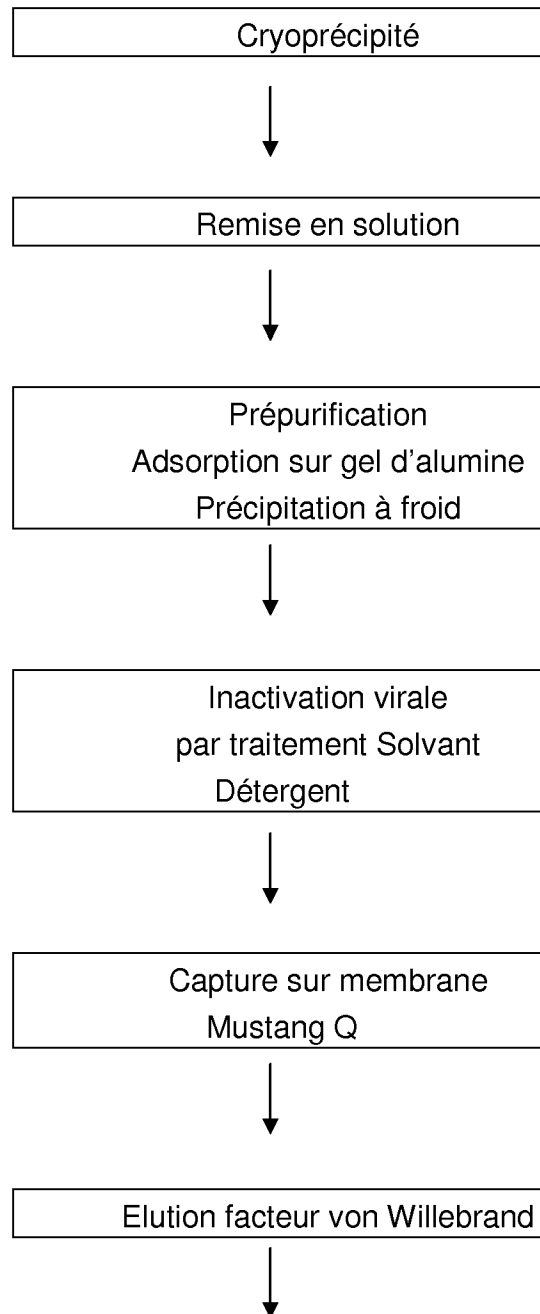 Cryoprécipité
Remise en solution
Prépurification
Adsorption sur gel d'alumine
Précipitation à froid
Inactivation virale
par traitement Solvant
Détergent
Capture sur membrane
Mustang Q
Elution facteur von Willebrand